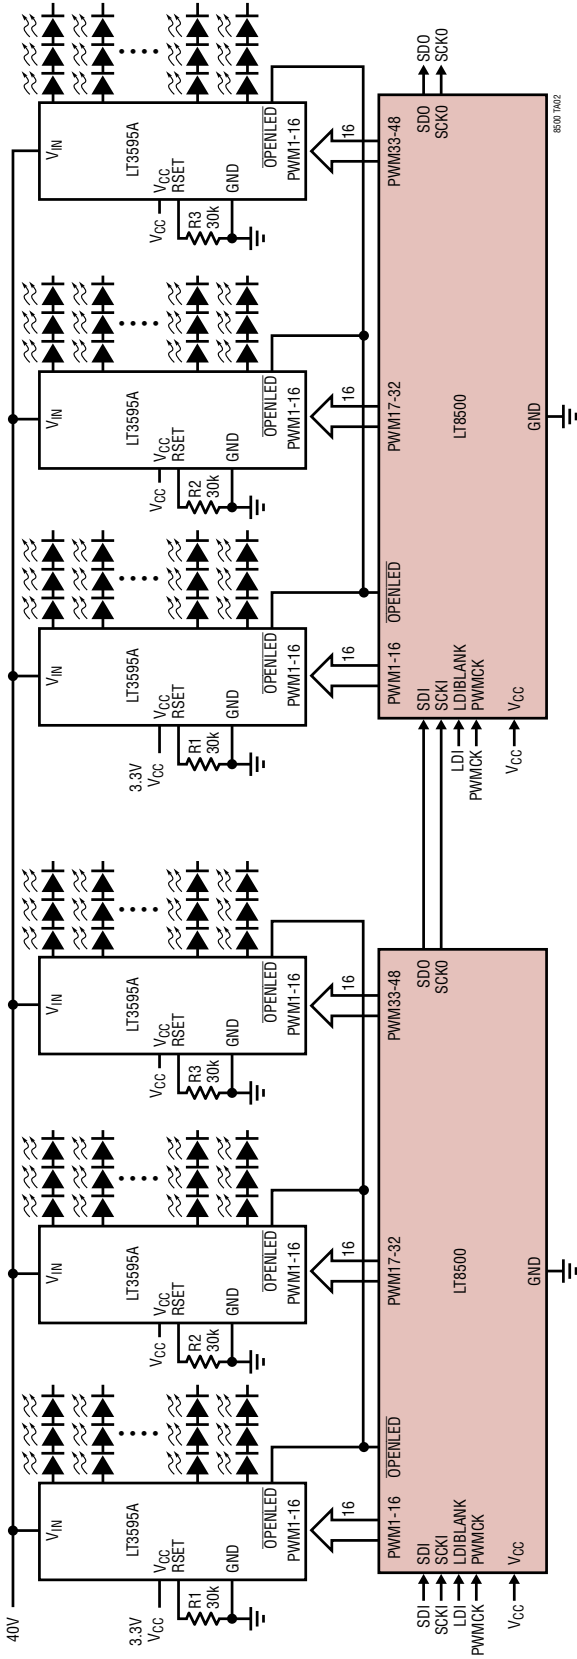 40V
VIN
LT3595A
3.3V
VCC
VCC
RSET
R1
30k
GND
OPENLED
PWM1-16
16
VIN
LT3595A
VCC
VCC
RSET
R2
30k
GND
OPENLED
PWM1-16
16
VIN
LT3595A
VCC
VCC
RSET
R3
30k
GND
OPENLED
PWM1-16
16
VIN
LT3595A
3.3V
VCC
VCC
RSET
R1
30k
GND
OPENLED
PWM1-16
16
VIN
LT3595A
VCC
VCC
RSET
R2
30k
GND
OPENLED
PWM1-16
16
VIN
LT3595A
VCC
VCC
RSET
R3
30k
GND
OPENLED
PWM1-16
16
PWM1-16
OPENLED
PWM17-32
PWM33-48
SDI
SDI
SCKI
SCKI
LDI
LDIBLANK
PWMCK
PWMCK
VCC
VCC
LT8500
GND
SDO
SCKO
PWM1-16
OPENLED
PWM17-32
PWM33-48
SDI
SCKI
LDI
LDIBLANK
PWMCK
PWMCK
VCC
VCC
LT8500
GND
SDO
SDO
SCKO
SCKO
8500 TA02